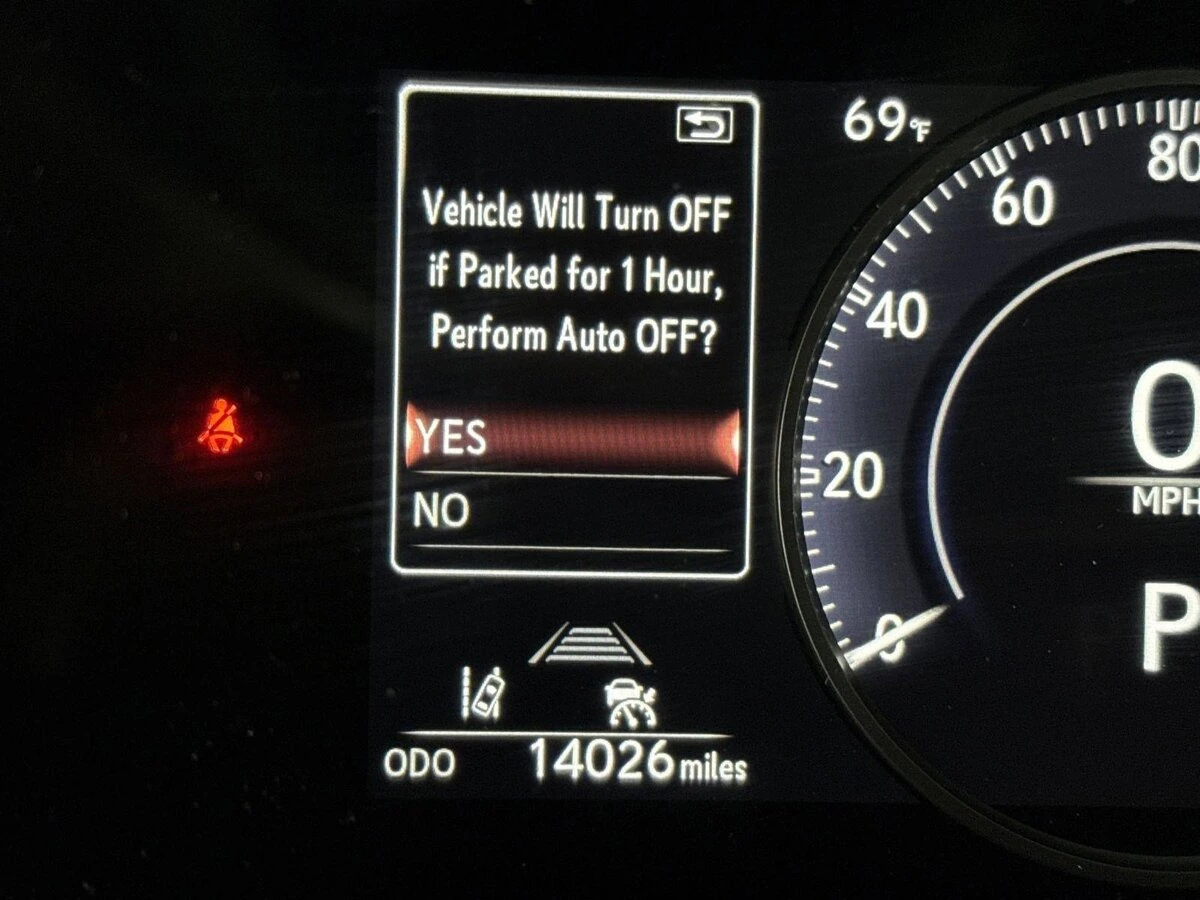 69°F
Vehicle Will Turn OFF
if Parked for 1 Hour,
Perform Auto OFF?
YES
NO
80
60
40
20
0
0
MPH
P
ODO 14026 miles